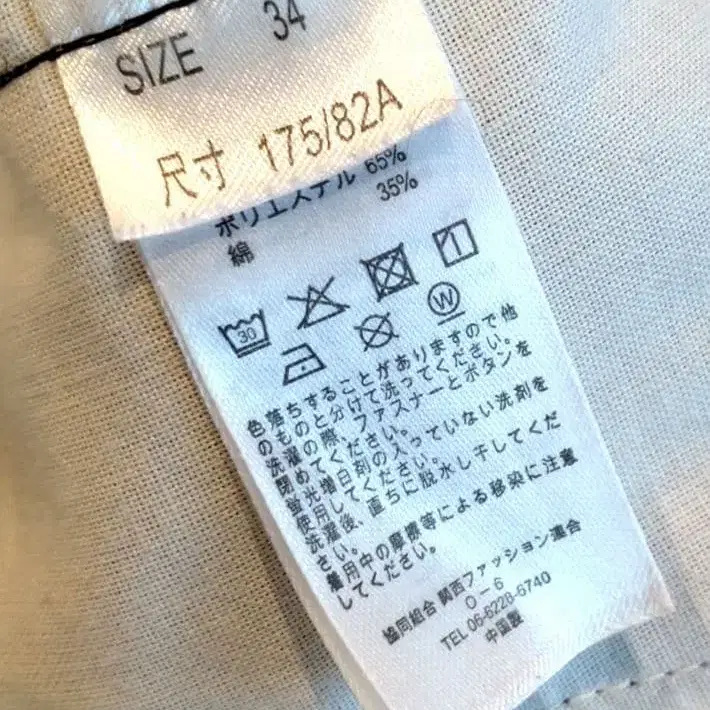 SIZE 34
尺寸 175/82A
ポリエステル 65%
綿 35%
30
W
色落ちすることがありますので他
のものと分けて洗ってください。
洗濯の際、ファスナーとボタンを
閉めてください。
蛍光増白剤の入っていない洗剤を
使用してください。
洗濯後、直ちに脱水し干してくだ
さい。
着用中の摩擦等による移染に注意
してください。
協同組合 関西ファッション連合
O-6
TEL 06-6228-6740
中国製